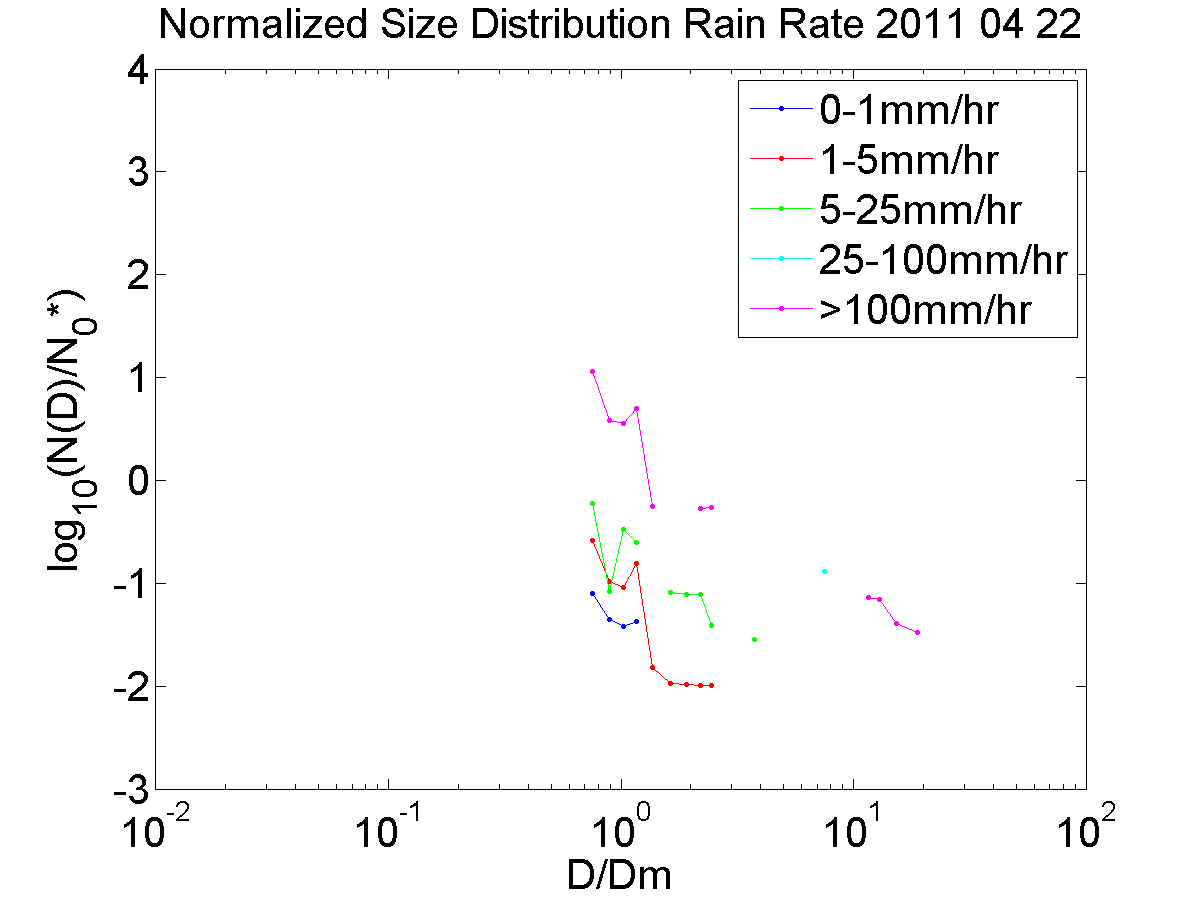 Normalized Size Distribution Rain Rate 2011 04 22
4
3
2
1
0
-1
-2
-3
log10(N(D)/N0*)
0-1mm/hr
1-5mm/hr
5-25mm/hr
25-100mm/hr
>100mm/hr
10-2 10-1 100 101 102
D/Dm